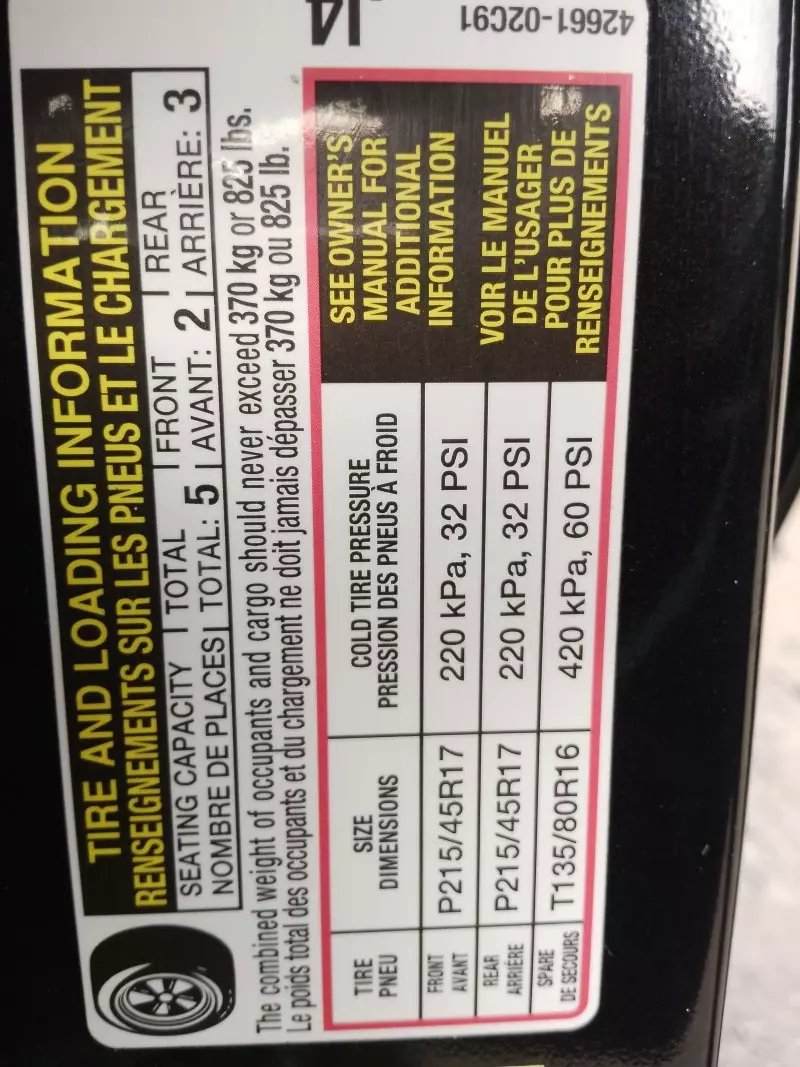 TIRE AND LOADING INFORMATION
RENSEIGNEMENTS SUR LES PNEUS ET LE CHARGEMENT
SEATING CAPACITY | TOTAL | FRONT | REAR
NOMBRE DE PLACES | TOTAL: 5 | AVANT: 2 | ARRIÈRE: 3
The combined weight of occupants and cargo should never exceed 370 kg or 825 lbs.
Le poids total des occupants et du chargement ne doit jamais dépasser 370 kg ou 825 lb.
TIRE SIZE COLD TIRE PRESSURE
PNEU DIMENSIONS PRESSION DES PNEUS À FROID
FRONT
AVANT P215/45R17 220 kPa, 32 PSI
REAR
ARRIÈRE P215/45R17 220 kPa, 32 PSI
SPARE
DE SECOURS T135/80R16 420 kPa, 60 PSI
SEE OWNER'S
MANUAL FOR
ADDITIONAL
INFORMATION
VOIR LE MANUEL
DE L'USAGER
POUR PLUS DE
RENSEIGNEMENTS
14
42661-02C91